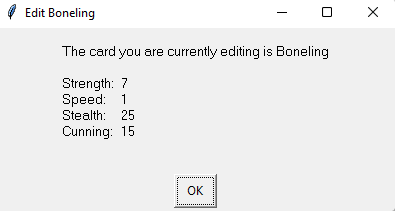 Edit Boneling
The card you are currently editing is Boneling
Strength: 7
Speed: 1
Stealth: 25
Cunning: 15
OK